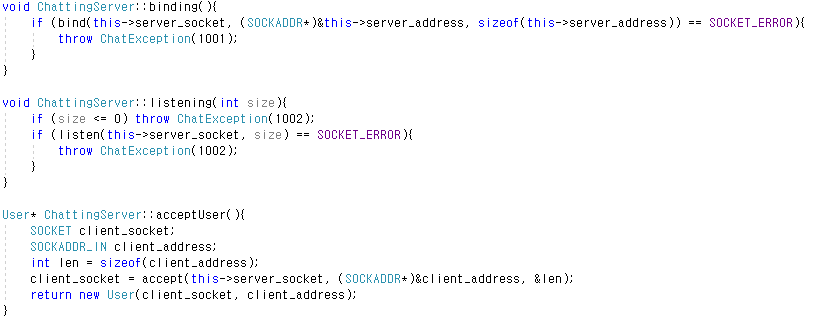 void ChattingServer::binding(){
    if (bind(this->server_socket, (SOCKADDR*)&this->server_address, sizeof(this->server_address)) == SOCKET_ERROR){
        throw ChatException(1001);
    }
}

void ChattingServer::listening(int size){
    if (size <= 0) throw ChatException(1002);
    if (listen(this->server_socket, size) == SOCKET_ERROR){
        throw ChatException(1002);
    }
}

User* ChattingServer::acceptUser(){
    SOCKET client_socket;
    SOCKADDR_IN client_address;
    int len = sizeof(client_address);
    client_socket = accept(this->server_socket, (SOCKADDR*)&client_address, &len);
    return new User(client_socket, client_address);
}